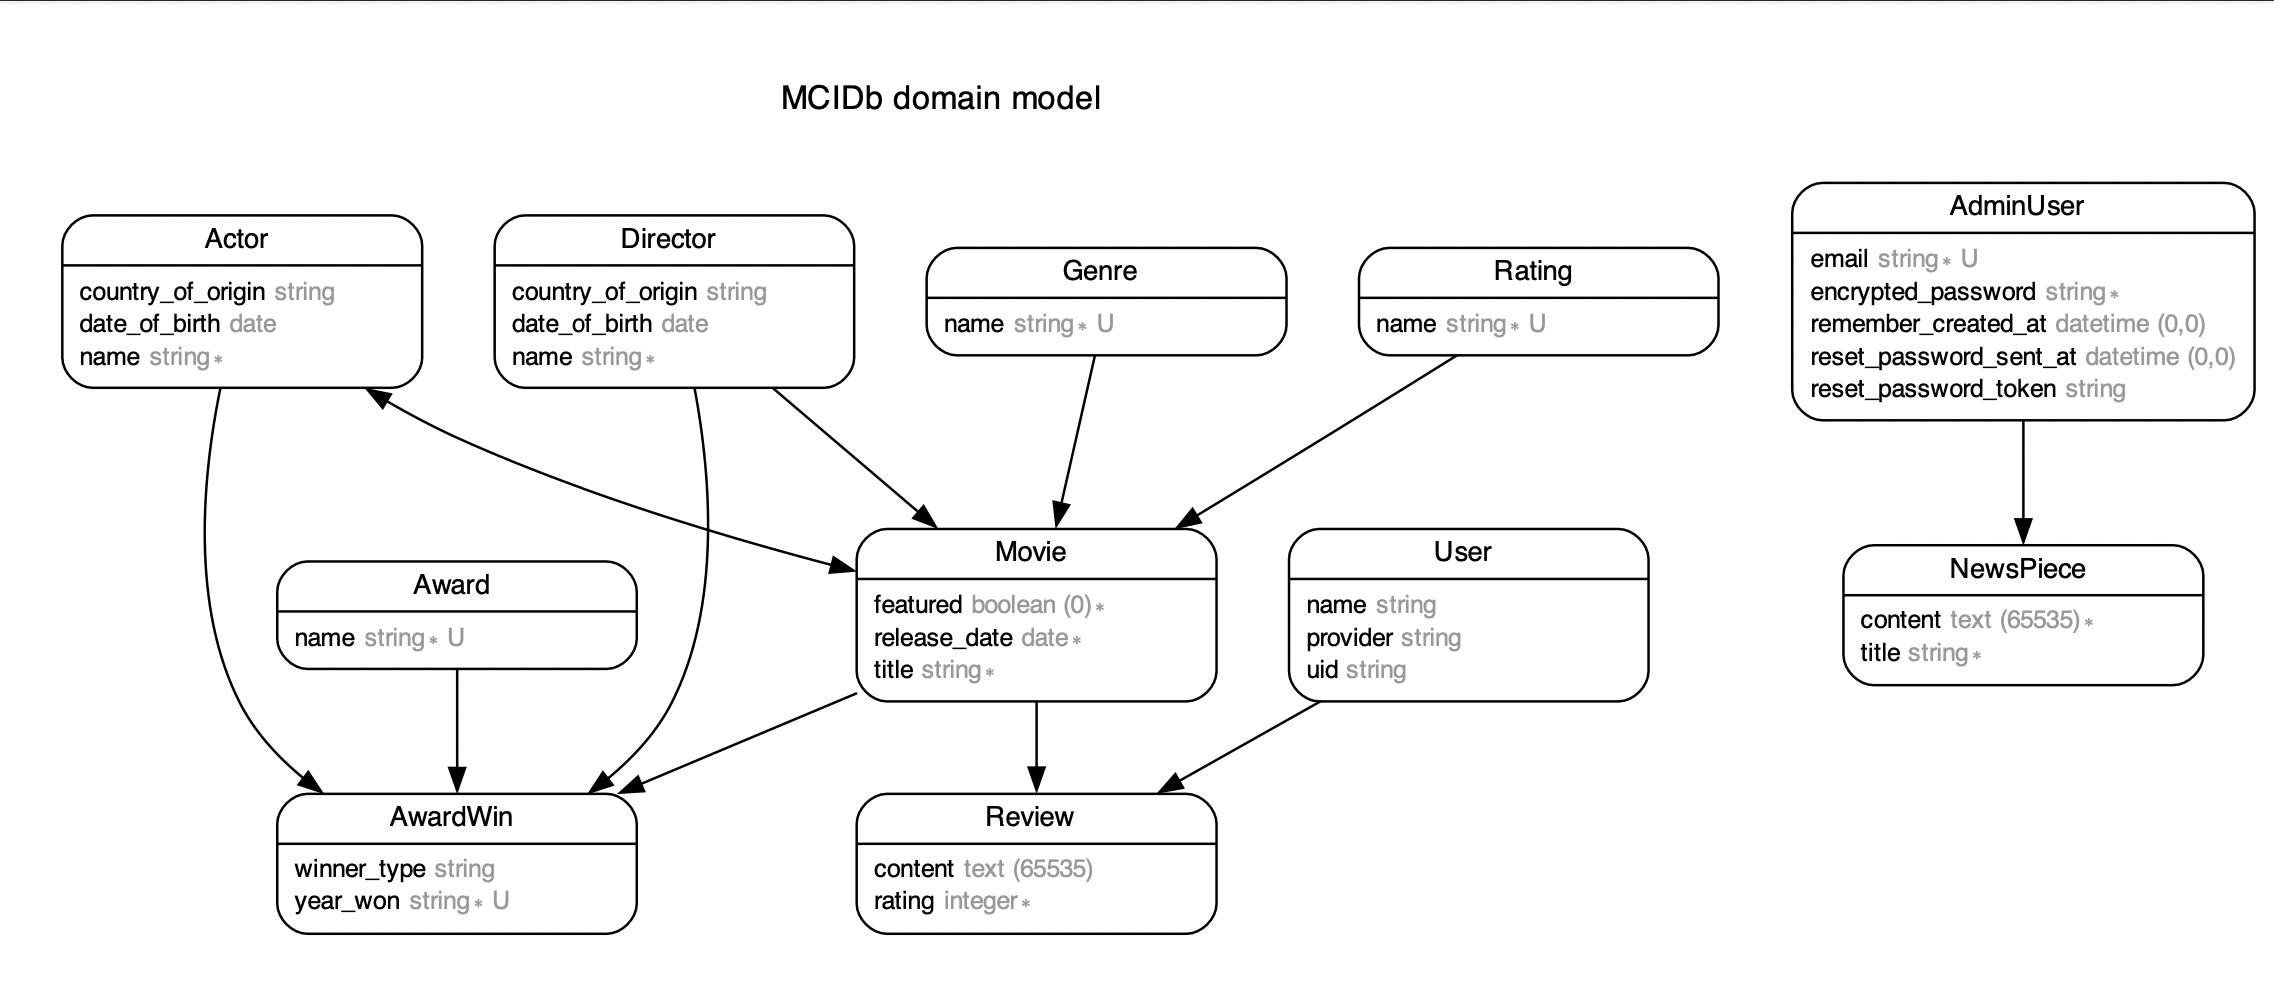 MCIDb domain model
Actor
country_of_origin string
date_of_birth date
name string*
Director
country_of_origin string
date_of_birth date
name string*
Genre
name string* U
Rating
name string* U
AdminUser
email string* U
encrypted_password string*
remember_created_at datetime (0,0)
reset_password_sent_at datetime (0,0)
reset_password_token string
Award
name string* U
Movie
featured boolean (0)*
release_date date*
title string*
User
name string
provider string
uid string
NewsPiece
content text (65535)*
title string*
AwardWin
winner_type string
year_won string* U
Review
content text (65535)
rating integer*